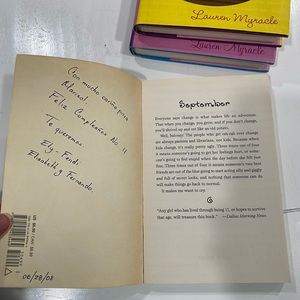 Lauren Myracle
Lauren Myracle
Con mucho cariño para
Marisol.
Feliz Cumpleaños No. 11
Te queremos
Ely. Ferdi
Elizabeth y Fernando
06/28/08
September
Everyone says change is what makes life an adventure.
That when you change, you grow, and if you don't change,
you'll shrivel up and rot like an old potato.
Well, baloney. The people who get rah-rah over change
are always parents and librarians, not kids. Because when
kids change, it's really pretty ugly. Three times out of four
it means someone's going to get her feelings hurt, or some-
one's going to feel stupid when the day before she felt just
fine. Three times out of four it means someone's two best
friends are out of the blue going to start acting silly and giggly
and full of secret looks, and nothing that someone can do
will make things go back to normal.
It makes me want to cry.
"Any girl who has lived through being 11, or hopes to survive
that age, will treasure this book." —Dallas Morning News